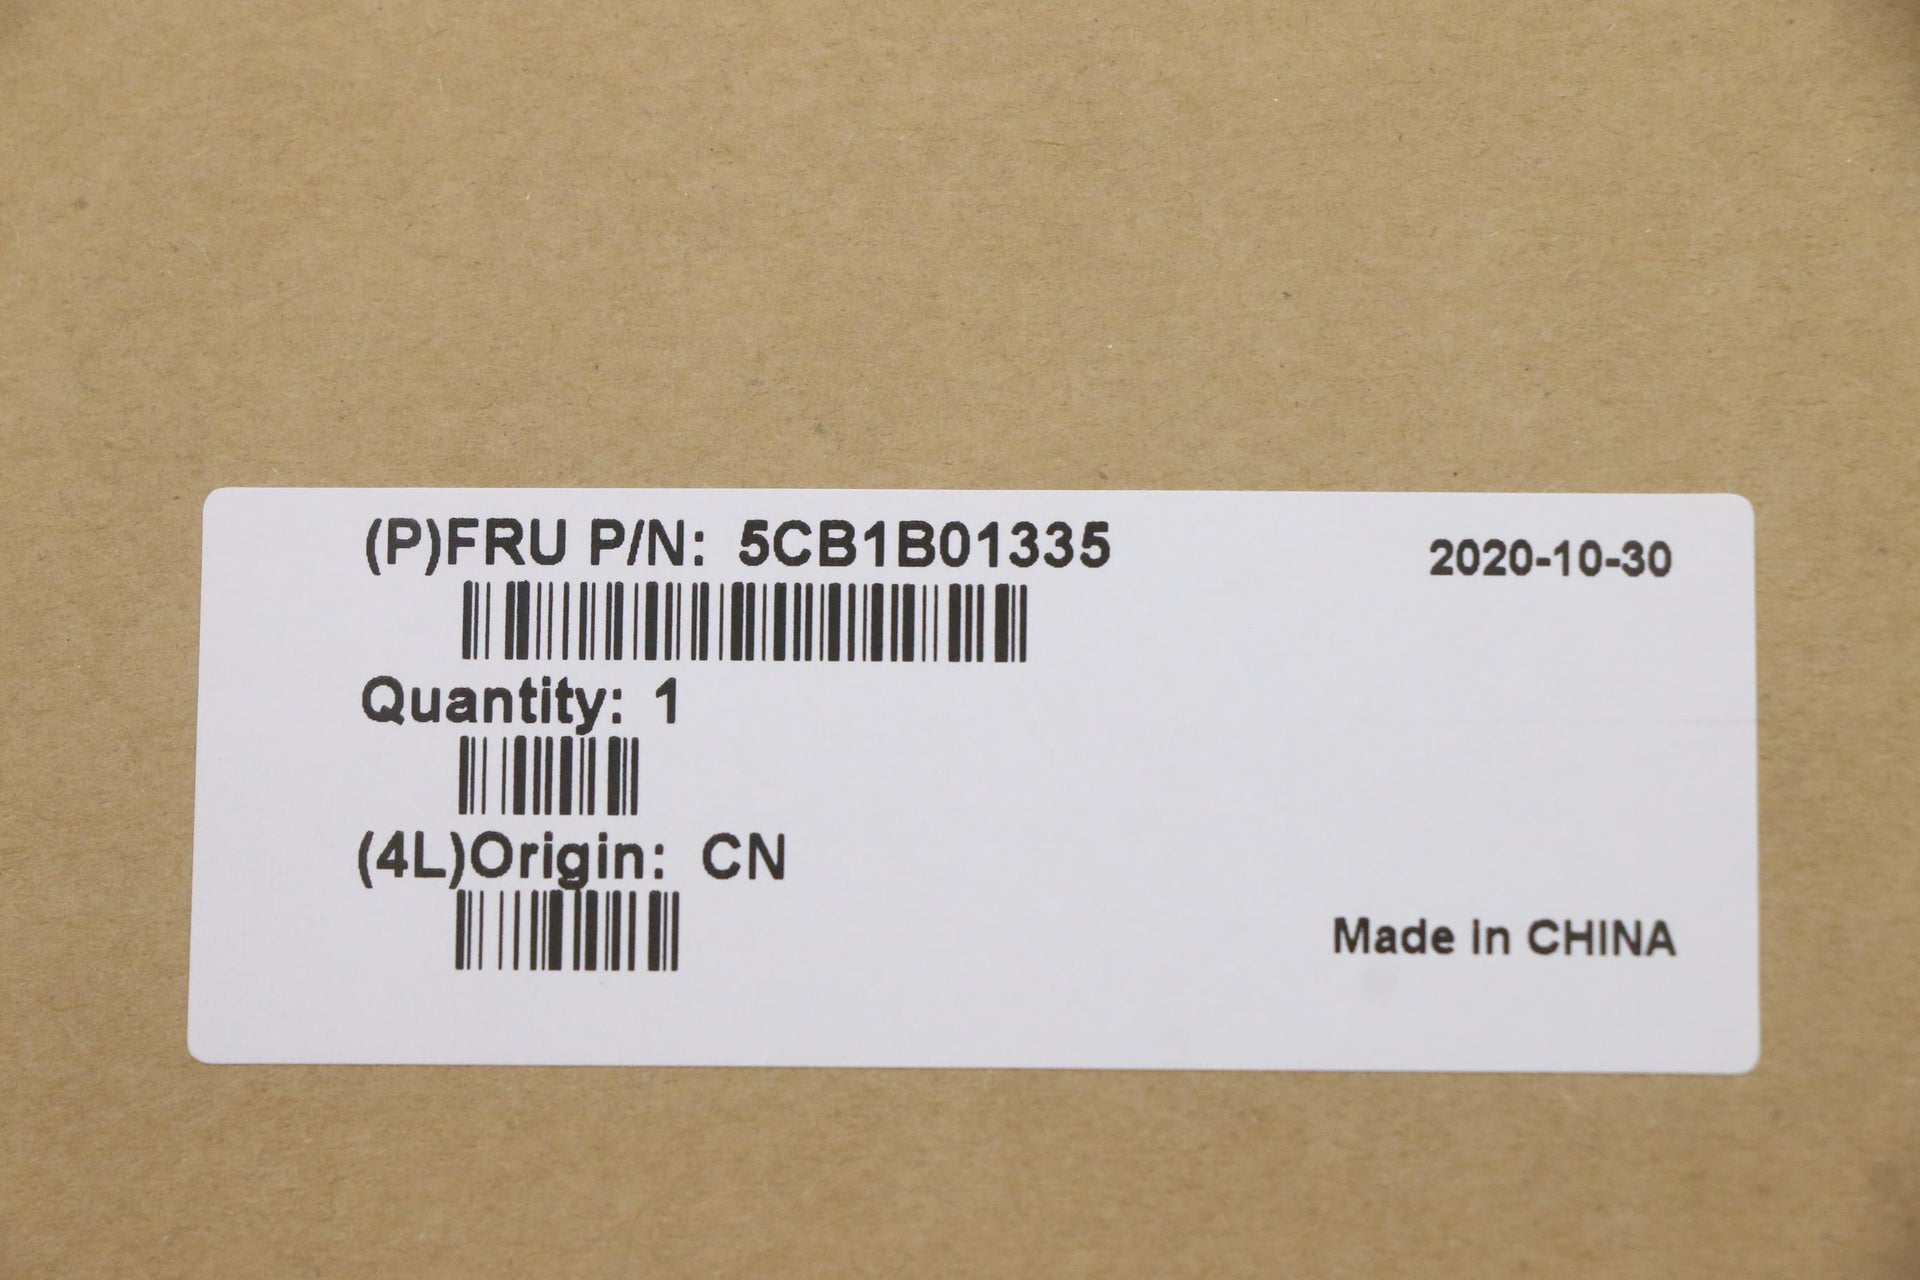 (P)FRU P/N: 5CB1B01335
2020-10-30
Quantity: 1
(4L)Origin: CN
Made in CHINA